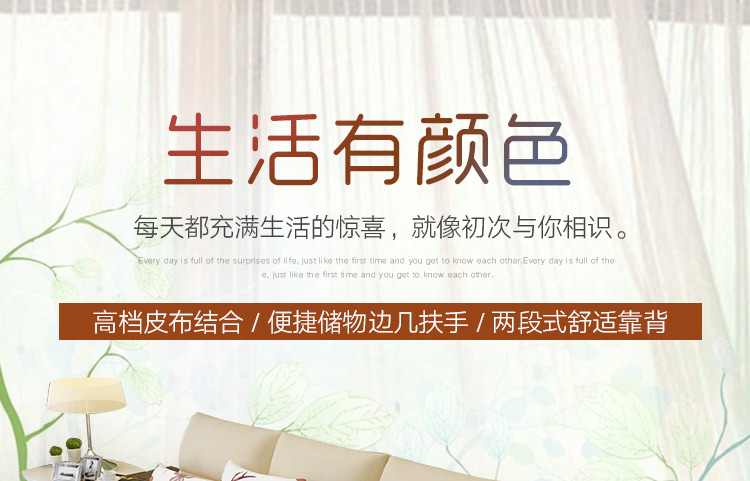 生活有颜色
每天都充满生活的惊喜，就像初次与你相识。
Every day is full of the surprises of life, just like the first time and you get to know each other.Every day is full of the
e, just like the first time and you get to know each other.
高档皮布结合 / 便捷储物边几扶手 / 两段式舒适靠背